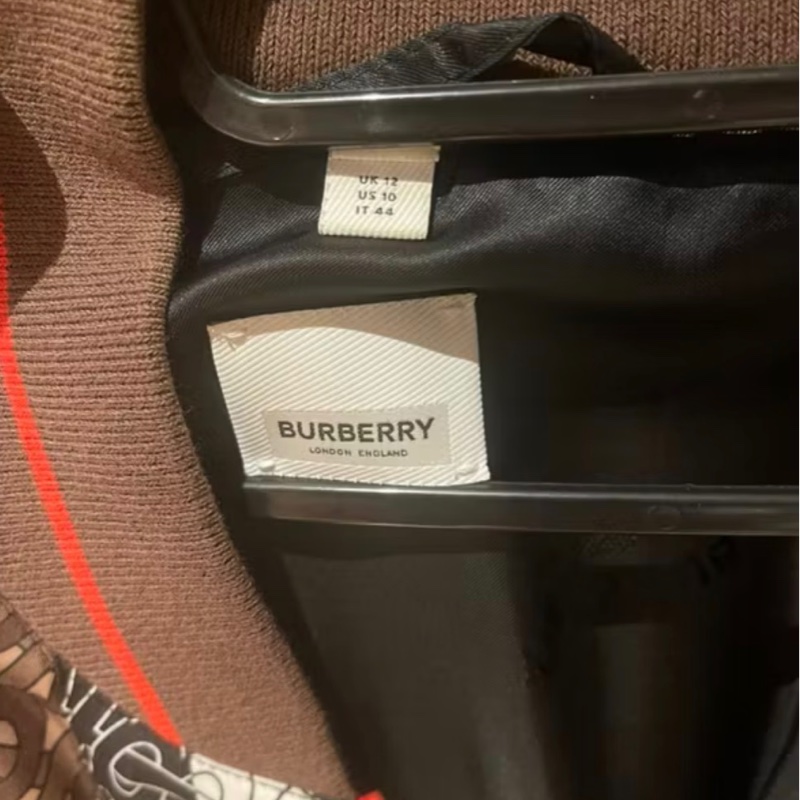 UK 12
US 10
IT 44
BURBERRY
LONDON ENGLAND